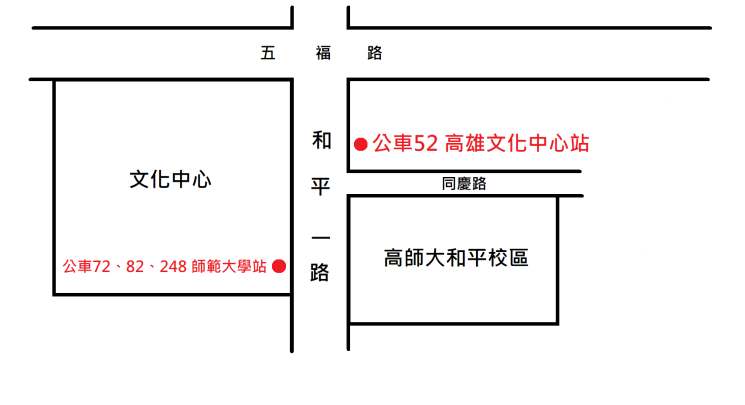 五福路
和平一路
公車52 高雄文化中心站
文化中心
同慶路
高師大和平校區
公車72、82、248 師範大學站